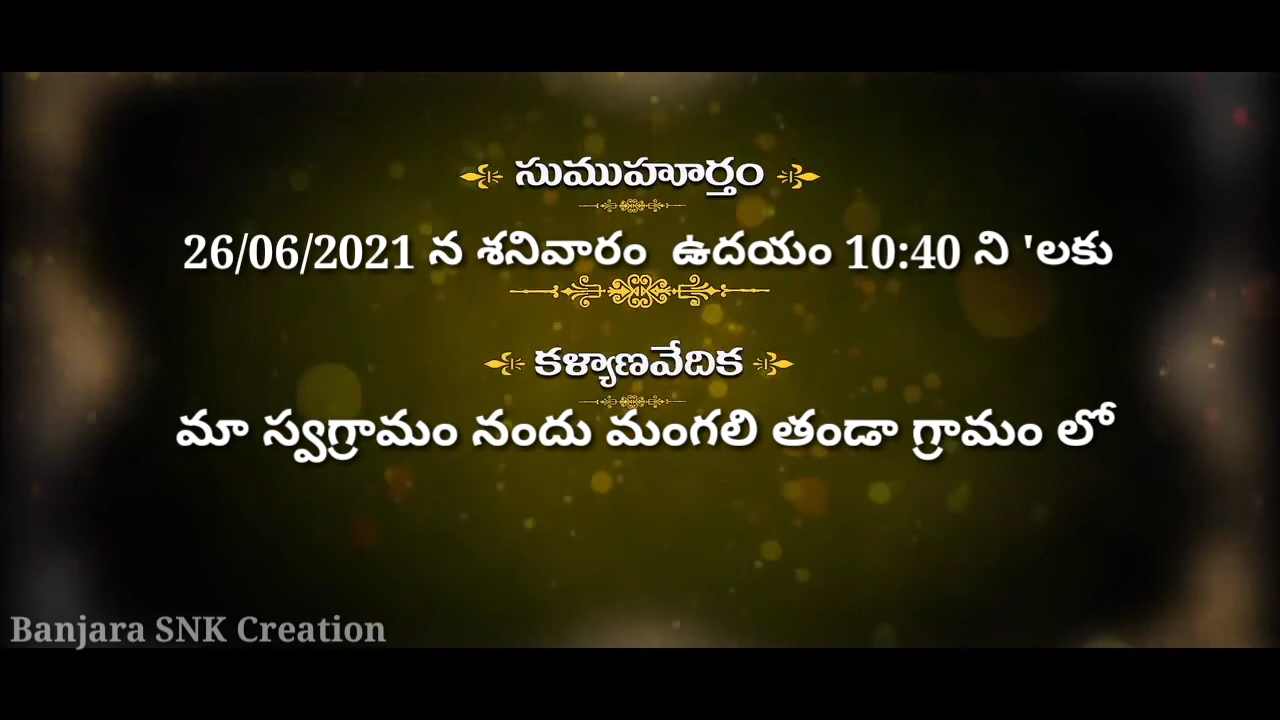 సుముహూర్తం
26/06/2021 న శనివారం ఉదయం 10:40 ని 'లకు
కళ్యాణవేదిక
మా స్వగ్రామం నందు మంగలి తండా గ్రామం లో
Banjara SNK Creation